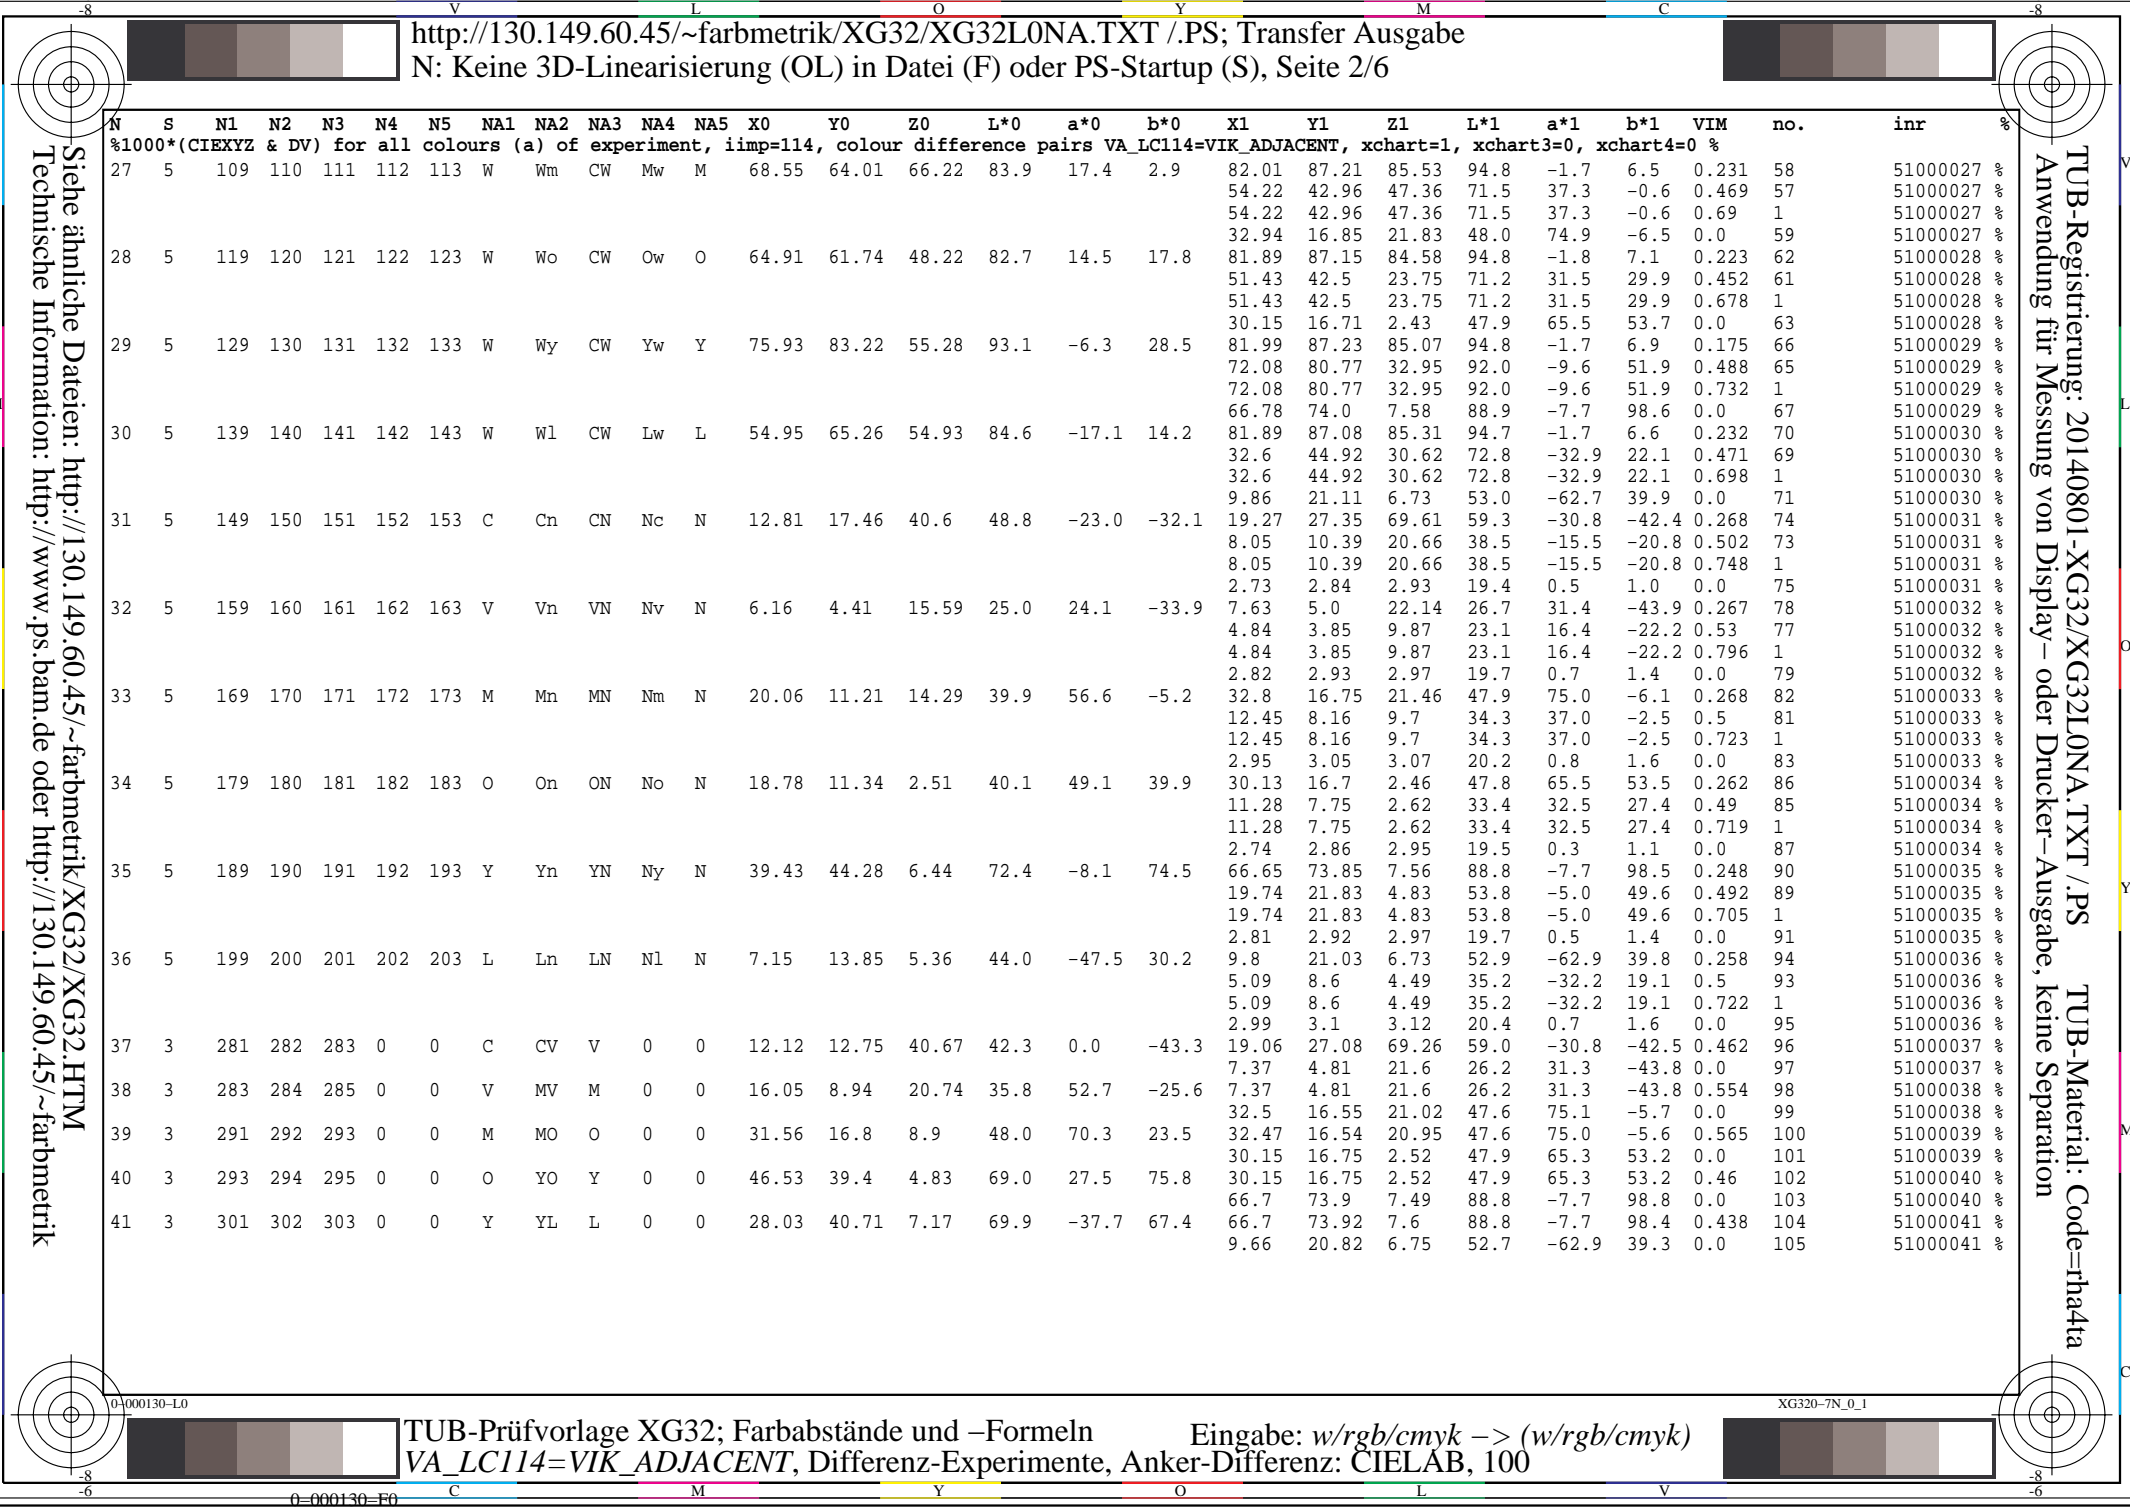 -8 V L O Y M C -8
http://130.149.60.45/~farbmetrik/XG32/XG32L0NA.TXT /.PS; Transfer Ausgabe
N: Keine 3D-Linearisierung (OL) in Datei (F) oder PS-Startup (S), Seite 2/6
Siehe ähnliche Dateien: http://130.149.60.45/~farbmetrik/XG32/XG32.HTM
Technische Information: http://www.ps.bam.de oder http://130.149.60.45/~farbmetrik
N S N1 N2 N3 N4 N5 NA1 NA2 NA3 NA4 NA5 X0 Y0 Z0 L*0 a*0 b*0 X1 Y1 Z1 L*1 a*1 b*1 VIM no. inr %
%1000*(CIEXYZ & DV) for all colours (a) of experiment, iimp=114, colour difference pairs VA_LC114=VIK_ADJACENT, xchart=1, xchart3=0, xchart4=0 %
27 5 109 110 111 112 113 W Wm CW Mw M 68.55 64.01 66.22 83.9 17.4 2.9 82.01 87.21 85.53 94.8 -1.7 6.5 0.231 58 51000027 %
54.22 42.96 47.36 71.5 37.3 -0.6 0.469 57 51000027 %
54.22 42.96 47.36 71.5 37.3 -0.6 0.69 1 51000027 %
32.94 16.85 21.83 48.0 74.9 -6.5 0.0 59 51000027 %
28 5 119 120 121 122 123 W Wo CW Ow O 64.91 61.74 48.22 82.7 14.5 17.8 81.89 87.15 84.58 94.8 -1.8 7.1 0.223 62 51000028 %
51.43 42.5 23.75 71.2 31.5 29.9 0.452 61 51000028 %
51.43 42.5 23.75 71.2 31.5 29.9 0.678 1 51000028 %
30.15 16.71 2.43 47.9 65.5 53.7 0.0 63 51000028 %
29 5 129 130 131 132 133 W Wy CW Yw Y 75.93 83.22 55.28 93.1 -6.3 28.5 81.99 87.23 85.07 94.8 -1.7 6.9 0.175 66 51000029 %
72.08 80.77 32.95 92.0 -9.6 51.9 0.488 65 51000029 %
72.08 80.77 32.95 92.0 -9.6 51.9 0.732 1 51000029 %
66.78 74.0 7.58 88.9 -7.7 98.6 0.0 67 51000029 %
30 5 139 140 141 142 143 W Wl CW Lw L 54.95 65.26 54.93 84.6 -17.1 14.2 81.89 87.08 85.31 94.7 -1.7 6.6 0.232 70 51000030 %
32.6 44.92 30.62 72.8 -32.9 22.1 0.471 69 51000030 %
32.6 44.92 30.62 72.8 -32.9 22.1 0.698 1 51000030 %
9.86 21.11 6.73 53.0 -62.7 39.9 0.0 71 51000030 %
31 5 149 150 151 152 153 C Cn CN Nc N 12.81 17.46 40.6 48.8 -23.0 -32.1 19.27 27.35 69.61 59.3 -30.8 -42.4 0.268 74 51000031 %
8.05 10.39 20.66 38.5 -15.5 -20.8 0.502 73 51000031 %
8.05 10.39 20.66 38.5 -15.5 -20.8 0.748 1 51000031 %
2.73 2.84 2.93 19.4 0.5 1.0 0.0 75 51000031 %
32 5 159 160 161 162 163 V Vn VN Nv N 6.16 4.41 15.59 25.0 24.1 -33.9 7.63 5.0 22.14 26.7 31.4 -43.9 0.267 78 51000032 %
4.84 3.85 9.87 23.1 16.4 -22.2 0.53 77 51000032 %
4.84 3.85 9.87 23.1 16.4 -22.2 0.796 1 51000032 %
2.82 2.93 2.97 19.7 0.7 1.4 0.0 79 51000032 %
33 5 169 170 171 172 173 M Mn MN Nm N 20.06 11.21 14.29 39.9 56.6 -5.2 32.8 16.75 21.46 47.9 75.0 -6.1 0.268 82 51000033 %
12.45 8.16 9.7 34.3 37.0 -2.5 0.5 81 51000033 %
12.45 8.16 9.7 34.3 37.0 -2.5 0.723 1 51000033 %
2.95 3.05 3.07 20.2 0.8 1.6 0.0 83 51000033 %
34 5 179 180 181 182 183 O On ON No N 18.78 11.34 2.51 40.1 49.1 39.9 30.13 16.7 2.46 47.8 65.5 53.5 0.262 86 51000034 %
11.28 7.75 2.62 33.4 32.5 27.4 0.49 85 51000034 %
11.28 7.75 2.62 33.4 32.5 27.4 0.719 1 51000034 %
2.74 2.86 2.95 19.5 0.3 1.1 0.0 87 51000034 %
35 5 189 190 191 192 193 Y Yn YN Ny N 39.43 44.28 6.44 72.4 -8.1 74.5 66.65 73.85 7.56 88.8 -7.7 98.5 0.248 90 51000035 %
19.74 21.83 4.83 53.8 -5.0 49.6 0.492 89 51000035 %
19.74 21.83 4.83 53.8 -5.0 49.6 0.705 1 51000035 %
2.81 2.92 2.97 19.7 0.5 1.4 0.0 91 51000035 %
36 5 199 200 201 202 203 L Ln LN Nl N 7.15 13.85 5.36 44.0 -47.5 30.2 9.8 21.03 6.73 52.9 -62.9 39.8 0.258 94 51000036 %
5.09 8.6 4.49 35.2 -32.2 19.1 0.5 93 51000036 %
5.09 8.6 4.49 35.2 -32.2 19.1 0.722 1 51000036 %
2.99 3.1 3.12 20.4 0.7 1.6 0.0 95 51000036 %
37 3 281 282 283 0 0 C CV V 0 0 12.12 12.75 40.67 42.3 0.0 -43.3 19.06 27.08 69.26 59.0 -30.8 -42.5 0.462 96 51000037 %
7.37 4.81 21.6 26.2 31.3 -43.8 0.0 97 51000037 %
38 3 283 284 285 0 0 V MV M 0 0 16.05 8.94 20.74 35.8 52.7 -25.6 7.37 4.81 21.6 26.2 31.3 -43.8 0.554 98 51000038 %
32.5 16.55 21.02 47.6 75.1 -5.7 0.0 99 51000038 %
39 3 291 292 293 0 0 M MO O 0 0 31.56 16.8 8.9 48.0 70.3 23.5 32.47 16.54 20.95 47.6 75.0 -5.6 0.565 100 51000039 %
30.15 16.75 2.52 47.9 65.3 53.2 0.0 101 51000039 %
40 3 293 294 295 0 0 O YO Y 0 0 46.53 39.4 4.83 69.0 27.5 75.8 30.15 16.75 2.52 47.9 65.3 53.2 0.46 102 51000040 %
66.7 73.9 7.49 88.8 -7.7 98.8 0.0 103 51000040 %
41 3 301 302 303 0 0 Y YL L 0 0 28.03 40.71 7.17 69.9 -37.7 67.4 66.7 73.92 7.6 88.8 -7.7 98.4 0.438 104 51000041 %
9.66 20.82 6.75 52.7 -62.9 39.3 0.0 105 51000041 %
TUB-Registrierung: 20140801-XG32/XG32L0NA.TXT /.PS TUB-Material: Code=rha4ta
Anwendung für Messung von Display- oder Drucker-Ausgabe, keine Separation
V L O Y M C
0-000130-L0 XG320-7N_0_1
TUB-Prüfvorlage XG32; Farbabstände und -Formeln Eingabe: w/rgb/cmyk -> (w/rgb/cmyk)
VA_LC114=VIK_ADJACENT, Differenz-Experimente, Anker-Differenz: CIELAB, 100
-8 -8
-6 0-000130-F0 C M Y O L V -6